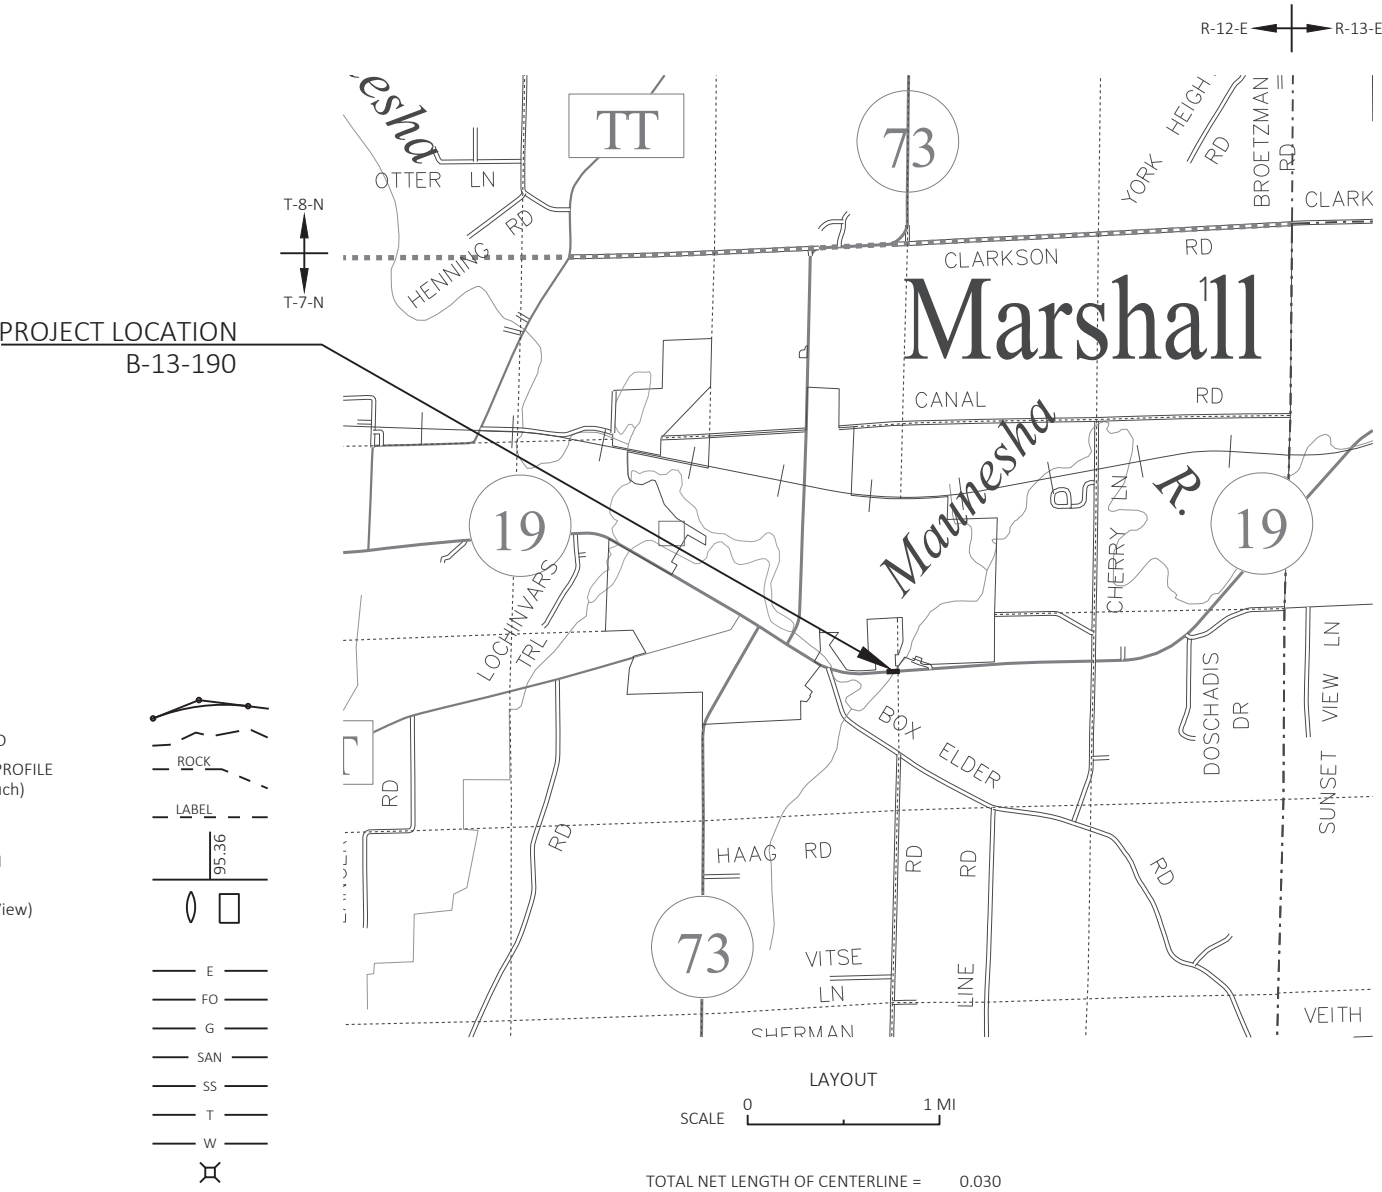 R-12-E
R-13-E
esha
TT
73
OTTER LN
HENNING RD
YORK
HEIGH
RD
BROETZMAN
RD
CLARK
T-8-N
T-7-N
CLARKSON RD
Marshall
1
PROJECT LOCATION
B-13-190
CANAL RD
Maunesha
R.
19
19
CHERRY LN
LOCHINVARS
TRL
BOX ELDER
RD
DOSCHADIS
DR
SUNSET VIEW LN
T
RD
RD
HAAG RD
RD
LINE RD
73
VITSE
LN
SHERMAN
VEITH
PROFILE
ROCK
LABEL
95.36
E
FO
G
SAN
SS
T
W
LAYOUT
SCALE 0 1 MI
TOTAL NET LENGTH OF CENTERLINE = 0.030